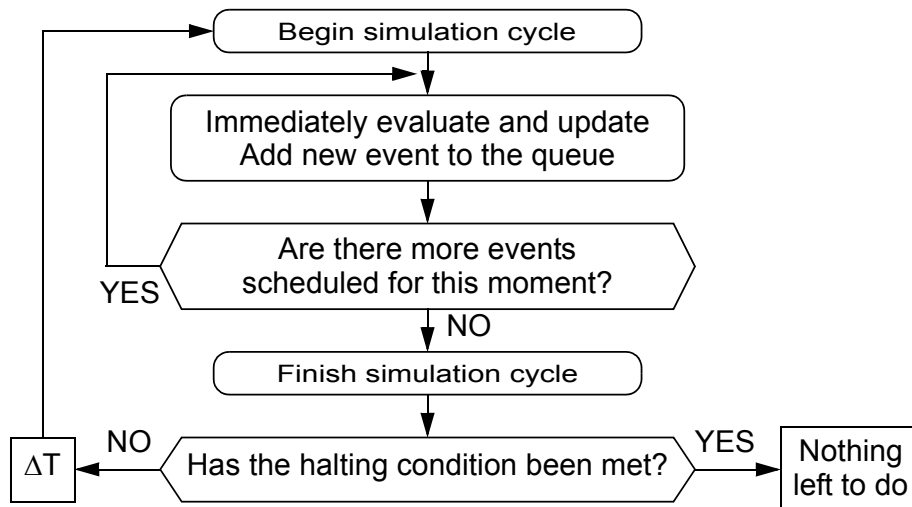 Begin simulation cycle
Immediately evaluate and update
Add new event to the queue
Are there more events
scheduled for this moment?
YES
NO
Finish simulation cycle
NO
YES
ΔT
Has the halting condition been met?
Nothing
left to do